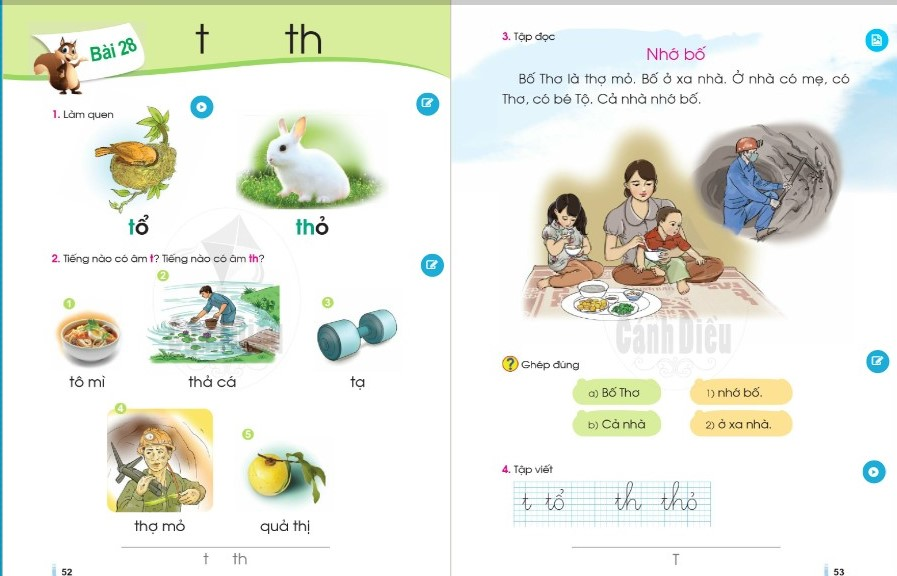 Bài 28
t th
1. Làm quen
tổ
thỏ
2. Tiếng nào có âm t? Tiếng nào có âm th?
1
2
3
tô mì
thả cá
tạ
4
5
thợ mỏ
quả thị
t th
52
3. Tập đọc
Nhớ bố
Bố Thơ là thợ mỏ. Bố ở xa nhà. Ở nhà có mẹ, có
Thơ, có bé Tộ. Cả nhà nhớ bố.
Cánh Diều
? Ghép đúng
a) Bố Thơ
1) nhớ bố.
b) Cả nhà
2) ở xa nhà.
4. Tập viết
t tổ th thỏ
T
53